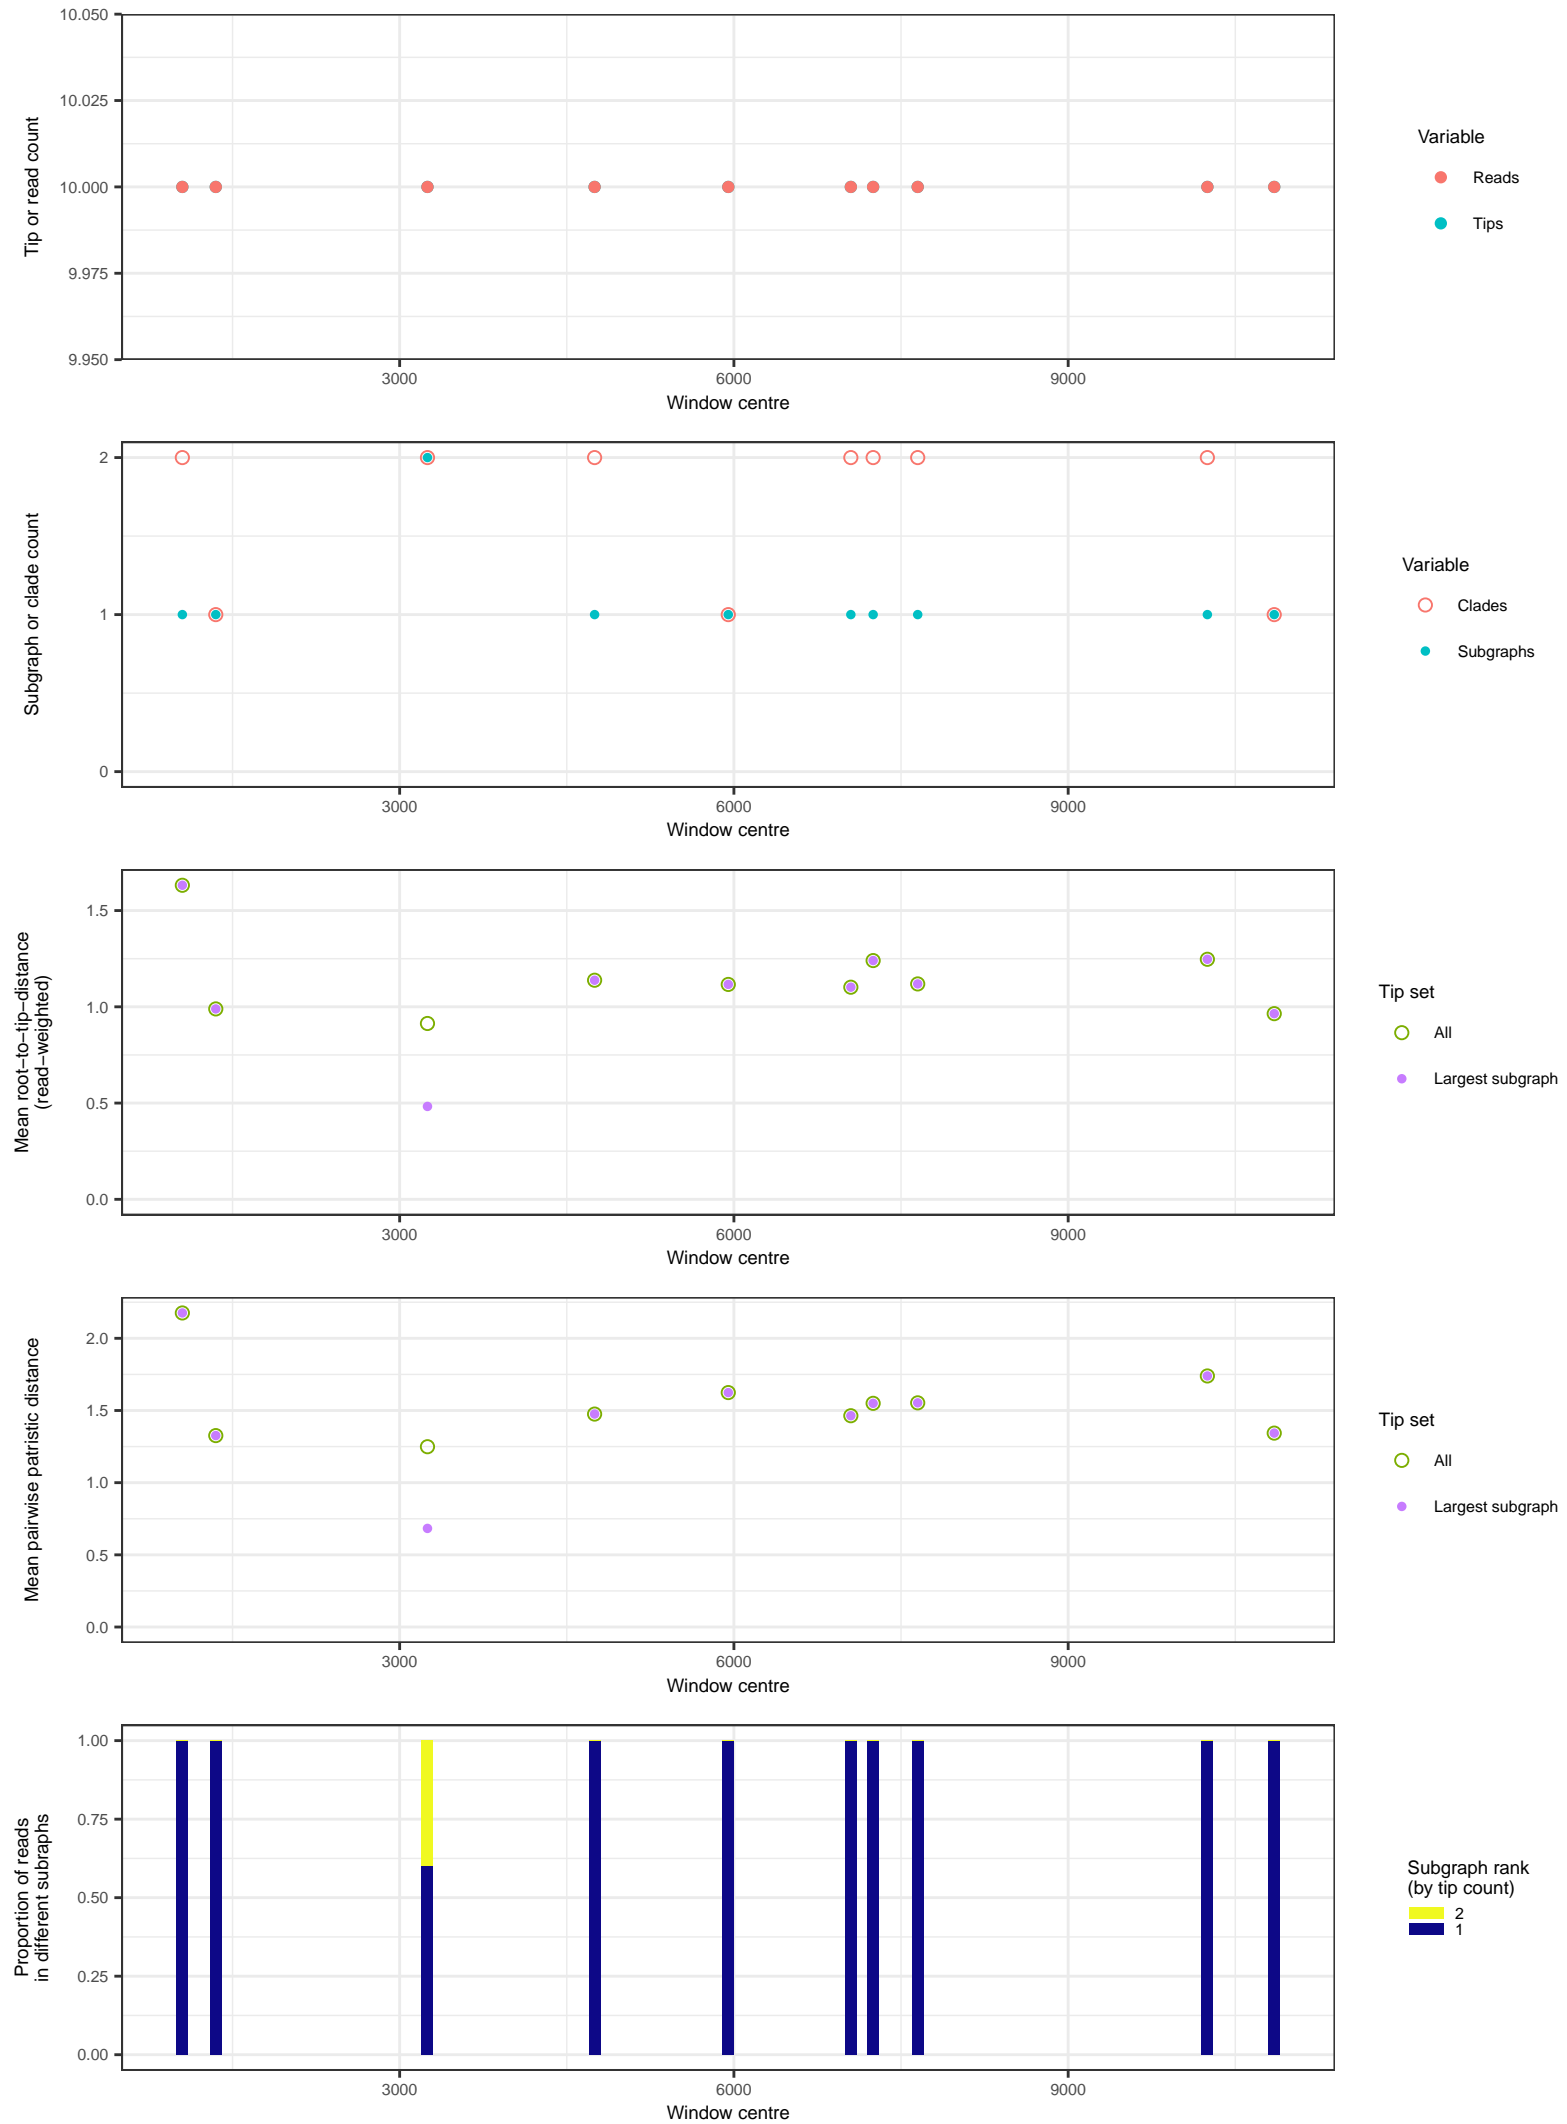 10.050
10.025
10.000
9.975
9.950
Tip or read count
3000 6000 9000
Window centre
Variable
Reads
Tips
2
1
0
Subgraph or clade count
3000 6000 9000
Window centre
Variable
Clades
Subgraphs
1.5
1.0
0.5
0.0
Mean root−to−tip−distance
(read−weighted)
3000 6000 9000
Window centre
Tip set
All
Largest subgraph
2.0
1.5
1.0
0.5
0.0
Mean pairwise patristic distance
3000 6000 9000
Window centre
Tip set
All
Largest subgraph
1.00
0.75
0.50
0.25
0.00
Proportion of reads
in different subraphs
3000 6000 9000
Window centre
Subgraph rank
(by tip count)
2
1